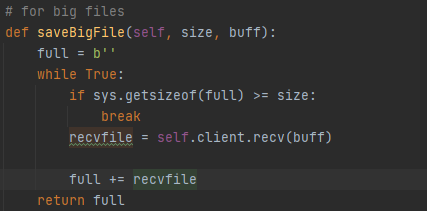 # for big files
def saveBigFile(self, size, buff):
    full = b''
    while True:
        if sys.getsizeof(full) >= size:
            break
        recvfile = self.client.recv(buff)
        full += recvfile
    return full